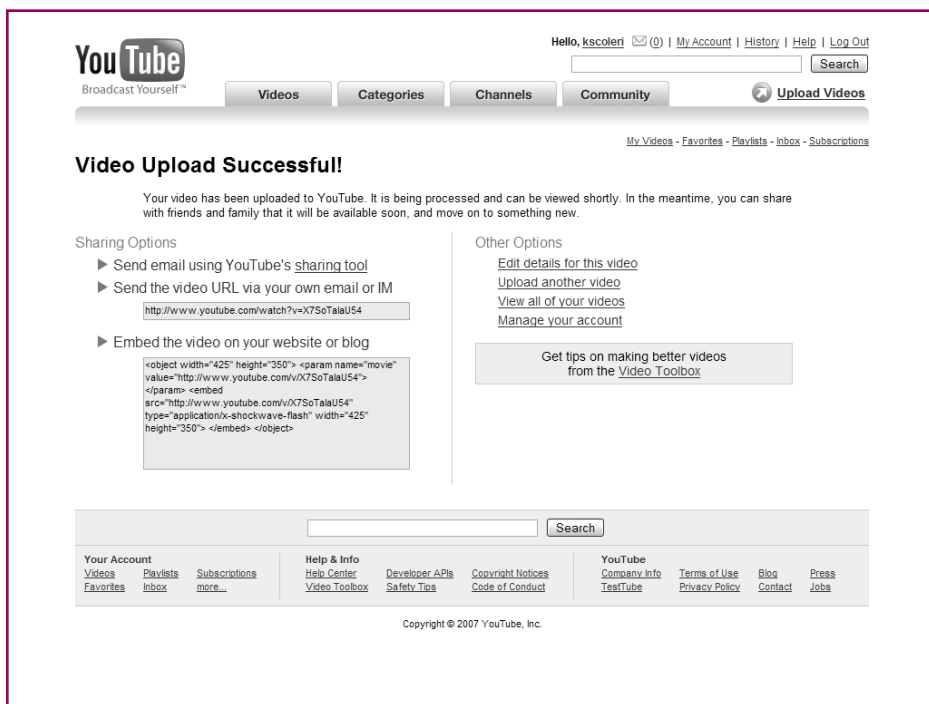 Hello, kscoleri (0) | My Account | History | Help | Log Out
You Tube
Broadcast Yourself™
Search
Videos Categories Channels Community Upload Videos
My Videos - Favorites - Playlists - Inbox - Subscriptions
Video Upload Successful!
Your video has been uploaded to YouTube. It is being processed and can be viewed shortly. In the meantime, you can share
with friends and family that it will be available soon, and move on to something new.
Sharing Options
Send email using YouTube's sharing tool
Send the video URL via your own email or IM
http://www.youtube.com/watch?v=X7SoTalaU54
Embed the video on your website or blog
<object width="425" height="350"> <param name="movie"
value="http://www.youtube.com/v/X7SoTalaU54">
</param> <embed
src="http://www.youtube.com/v/X7SoTalaU54"
type="application/x-shockwave-flash" width="425"
height="350"> </embed> </object>
Other Options
Edit details for this video
Upload another video
View all of your videos
Manage your account
Get tips on making better videos
from the Video Toolbox
Search
Your Account
Videos Playlists Subscriptions
Favorites Inbox more...
Help & Info
Help Center Developer APIs Copyright Notices
Video Toolbox Safety Tips Code of Conduct
YouTube
Company Info Terms of Use Blog Press
TestTube Privacy Policy Contact Jobs
Copyright © 2007 YouTube, Inc.